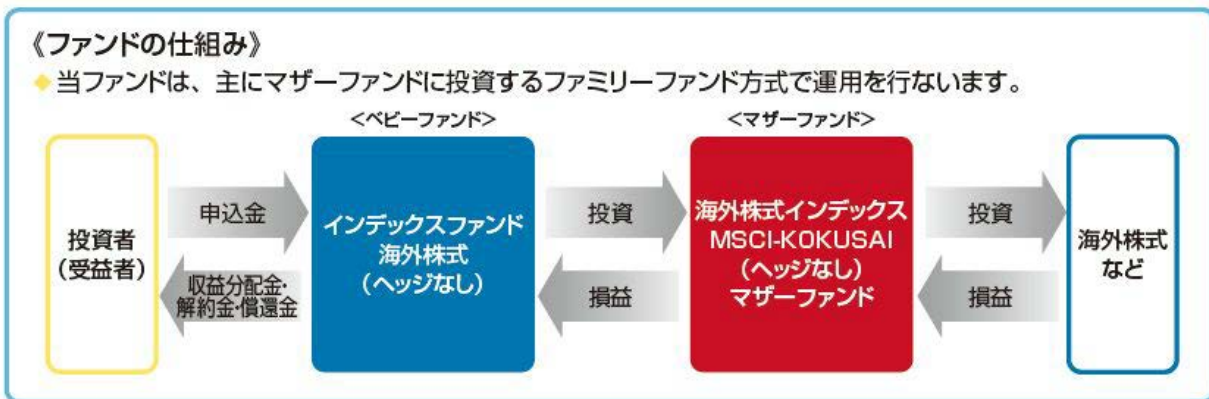 《ファンドの仕組み》
◆当ファンドは、主にマザーファンドに投資するファミリーファンド方式で運用を行ないます。
<ベビーファンド>
<マザーファンド>
投資者
(受益者)
申込金
収益分配金・
解約金・償還金
インデックスファンド
海外株式
(ヘッジなし)
投資
損益
海外株式インデックス
MSCI-KOKUSAI
(ヘッジなし)
マザーファンド
投資
損益
海外株式
など